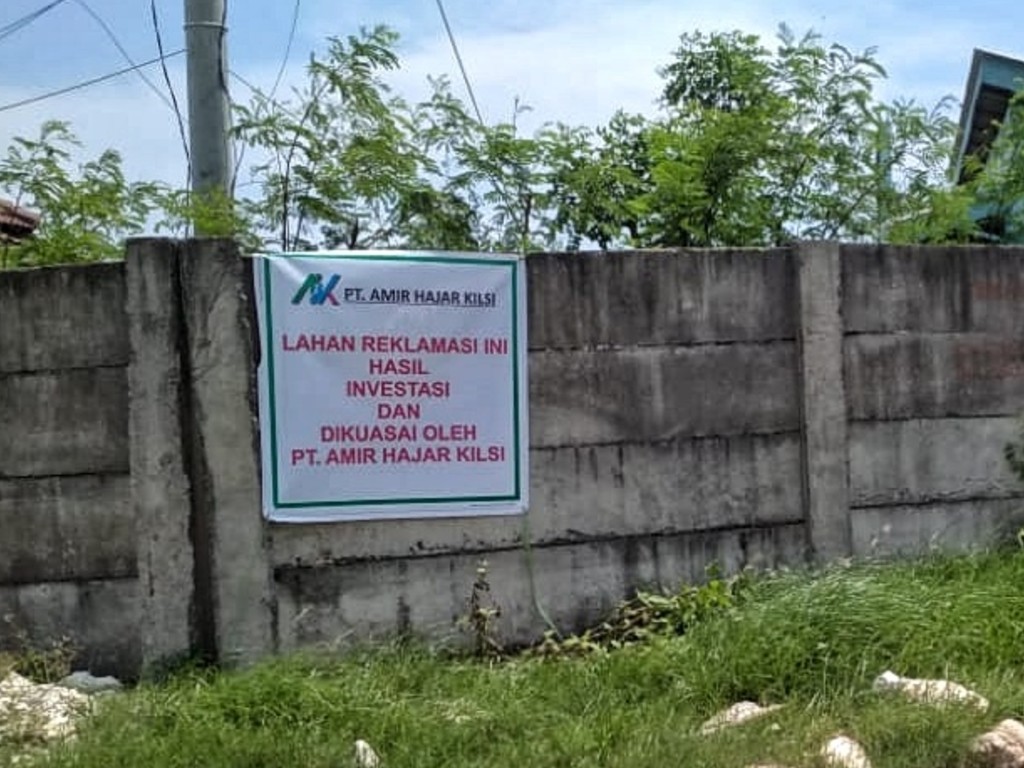 PT. AMIR HAJAR KILSI
LAHAN REKLAMASI INI
HASIL
INVESTASI
DAN
DIKUASAI OLEH
PT. AMIR HAJAR KILSI